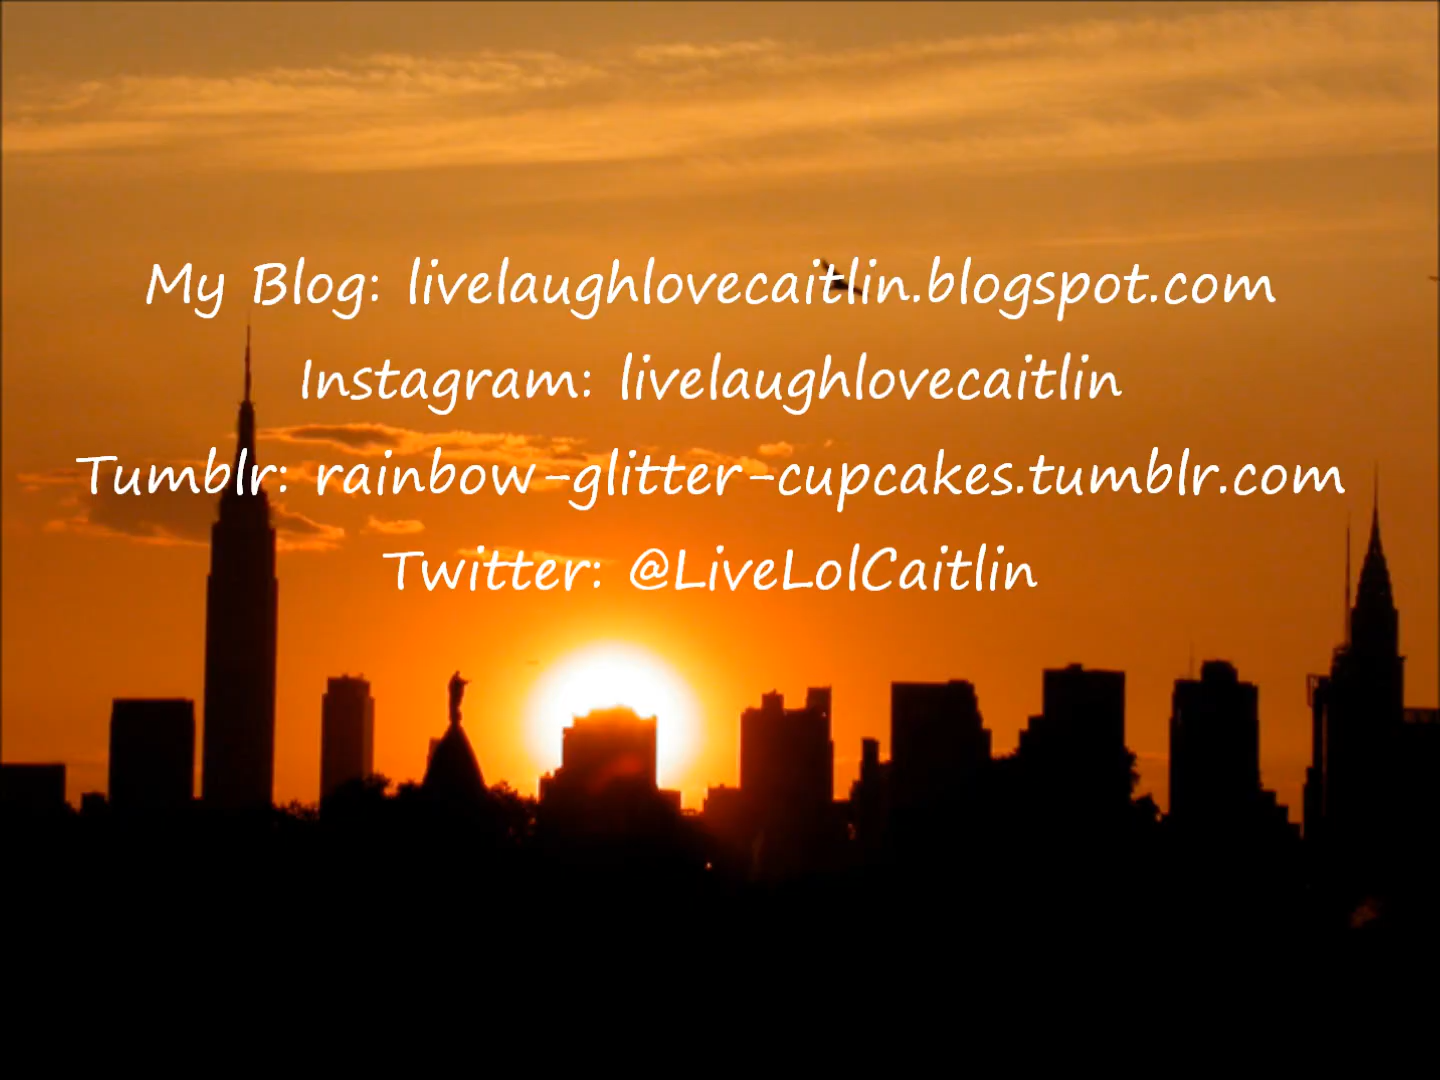 My Blog: livelaughlovecaitlin.blogspot.com
Instagram: livelaughlovecaitlin
Tumblr: rainbow-glitter-cupcakes.tumblr.com
Twitter: @LiveLolCaitlin